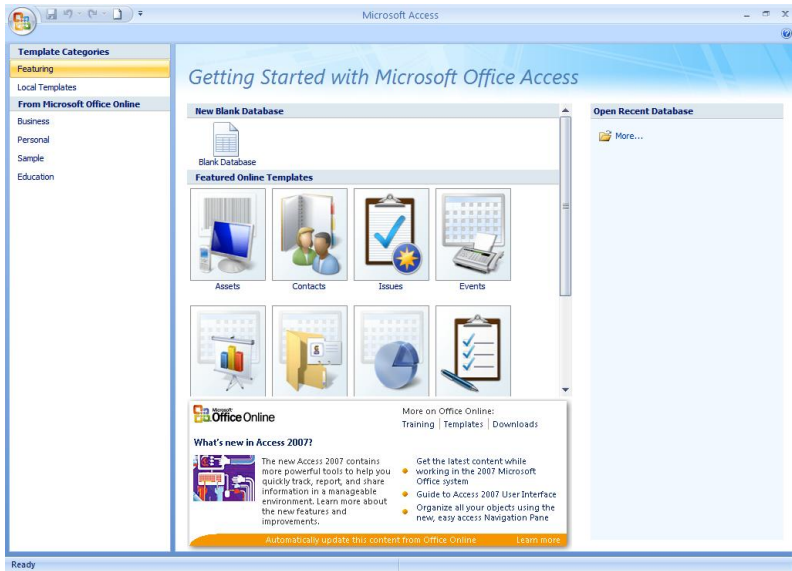 Microsoft Access
Template Categories
Featuring
Local Templates
From Microsoft Office Online
Business
Personal
Sample
Education
Getting Started with Microsoft Office Access
New Blank Database
Blank Database
Featured Online Templates
Assets
Contacts
Issues
Events
Open Recent Database
More...
Microsoft
Office Online
More on Office Online:
Training | Templates | Downloads
What's new in Access 2007?
The new Access 2007 contains
more powerful tools to help you
quickly track, report, and share
information in a manageable
environment. Learn more about
the new features and
improvements.
Get the latest content while
working in the 2007 Microsoft
Office system
Guide to Access 2007 User Interface
Organize all your objects using the
new, easy access Navigation Pane
Automatically update this content from Office Online
Learn more
Ready